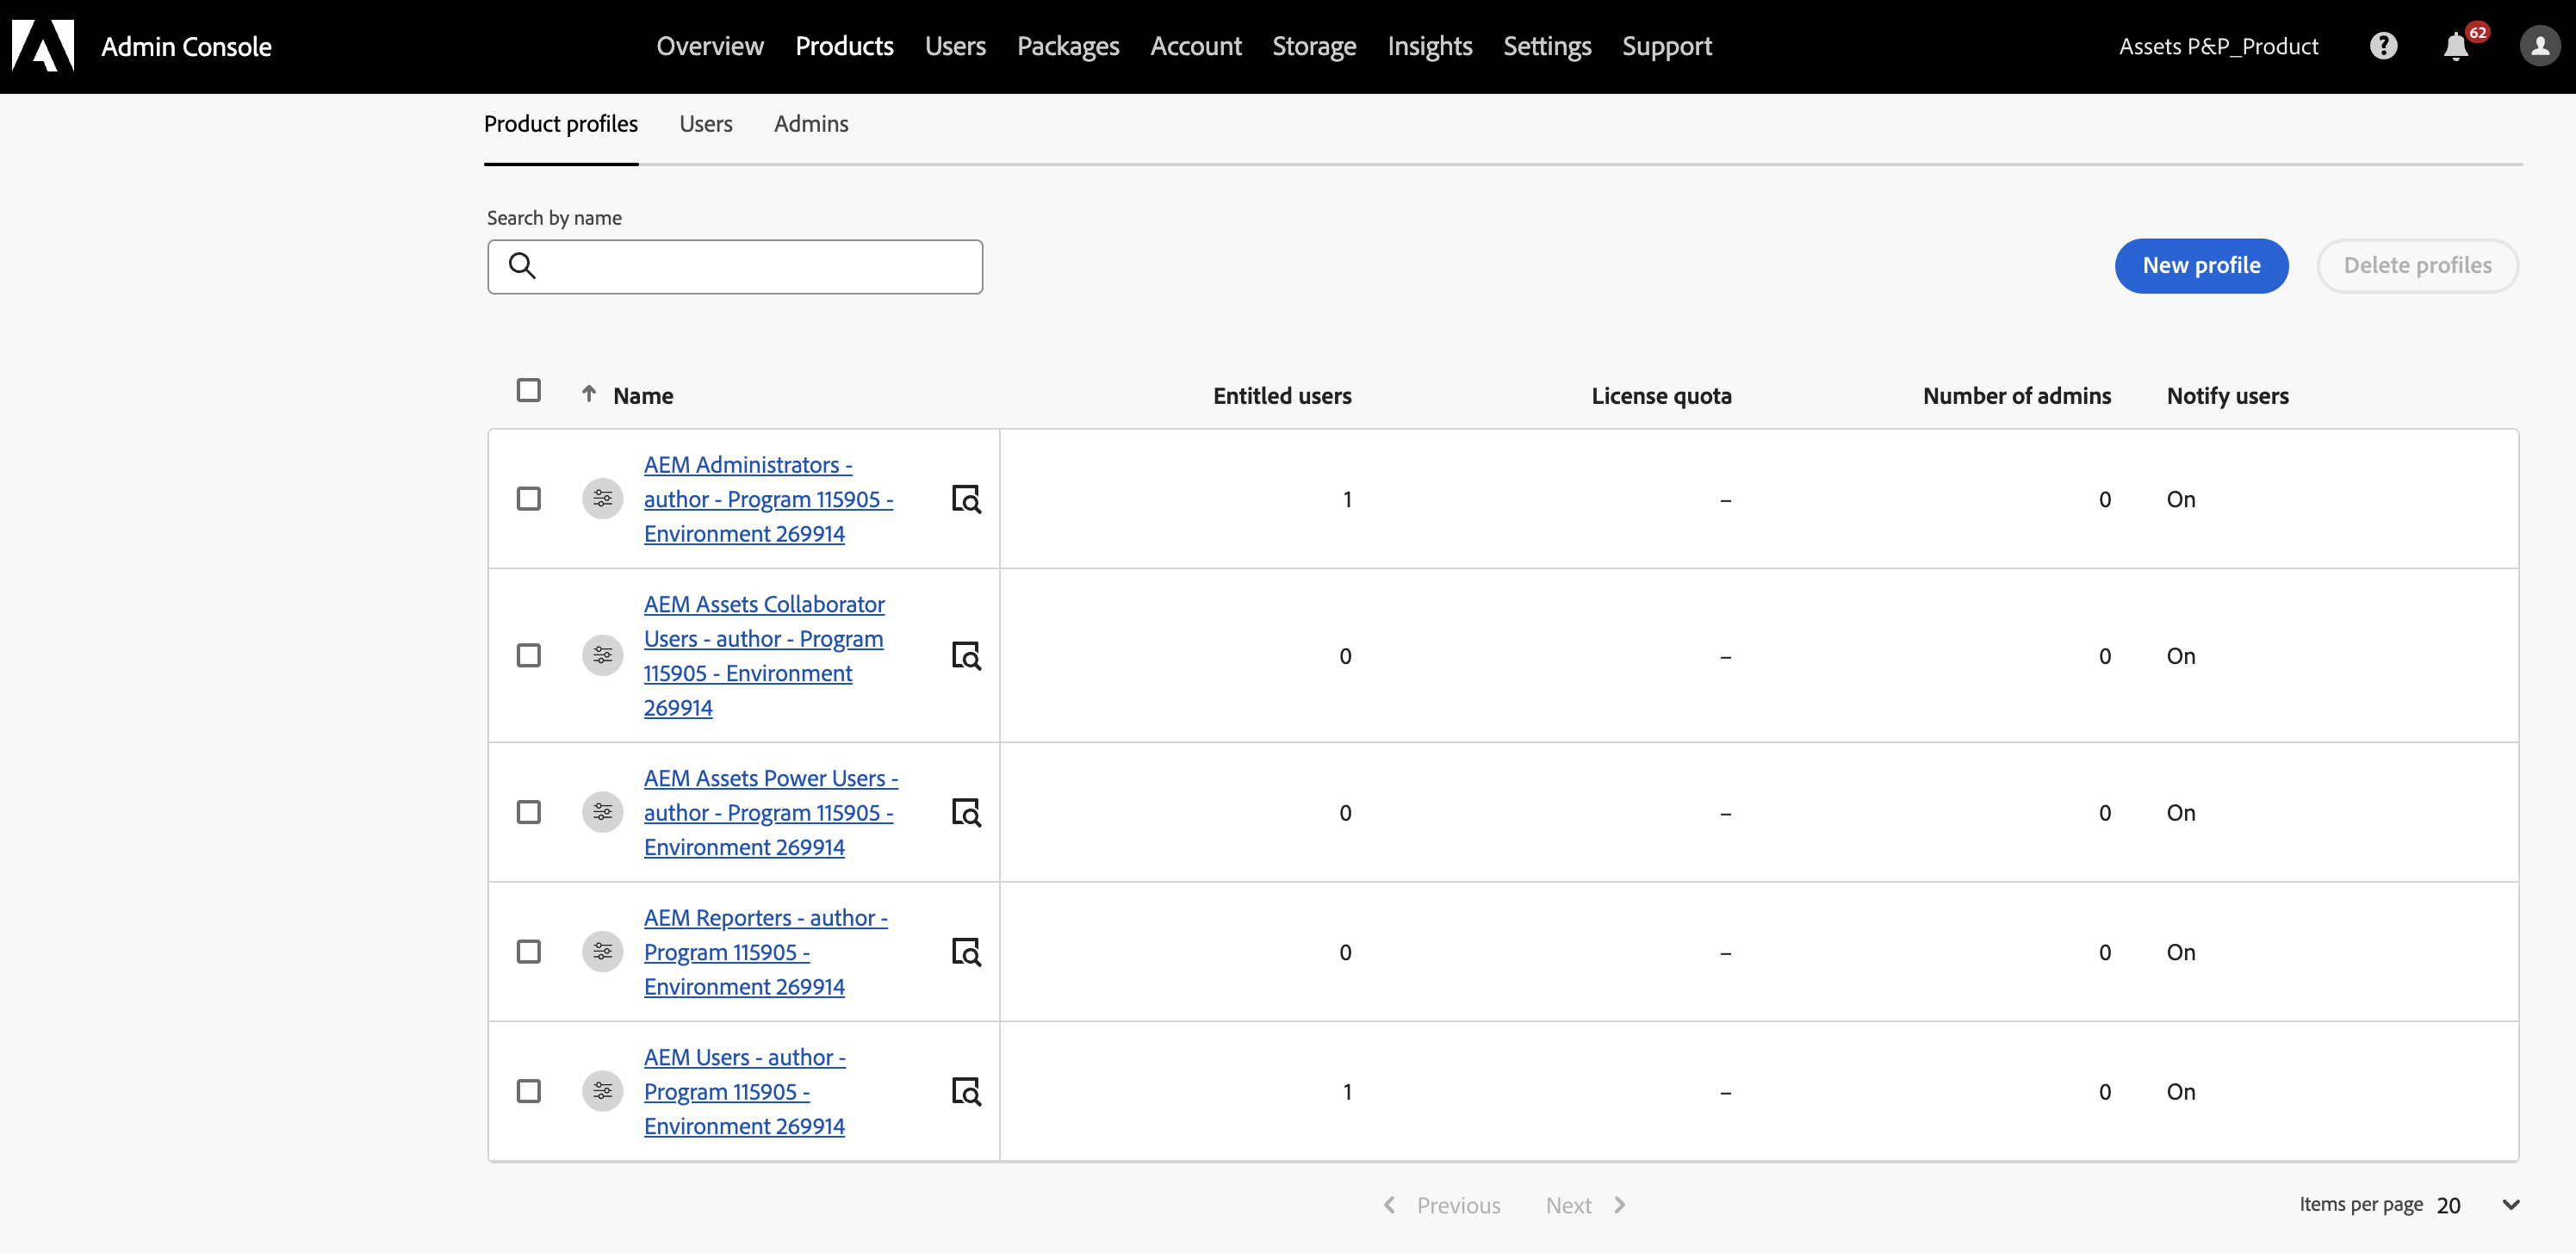 Admin Console
Overview Products Users Packages Account Storage Insights Settings Support
Assets P&P_Product
62
Product profiles Users Admins
Search by name
New profile Delete profiles
Name Entitled users License quota Number of admins Notify users
AEM Administrators -
author - Program 115905 -
Environment 269914
1 – 0 On
AEM Assets Collaborator
Users - author - Program
115905 - Environment
269914
0 – 0 On
AEM Assets Power Users -
author - Program 115905 -
Environment 269914
0 – 0 On
AEM Reporters - author -
Program 115905 -
Environment 269914
0 – 0 On
AEM Users - author -
Program 115905 -
Environment 269914
1 – 0 On
Previous Next
Items per page 20